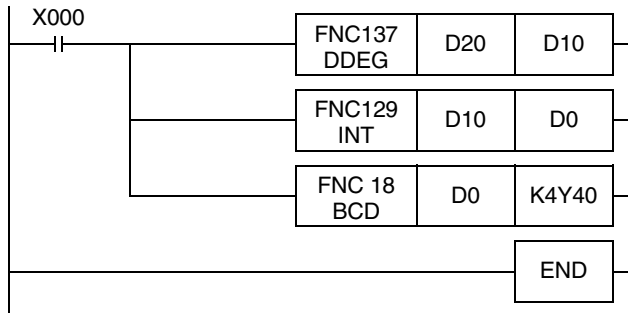 X000
FNC137
DDEG
D20
D10
FNC129
INT
D10
D0
FNC 18
BCD
D0
K4Y40
END